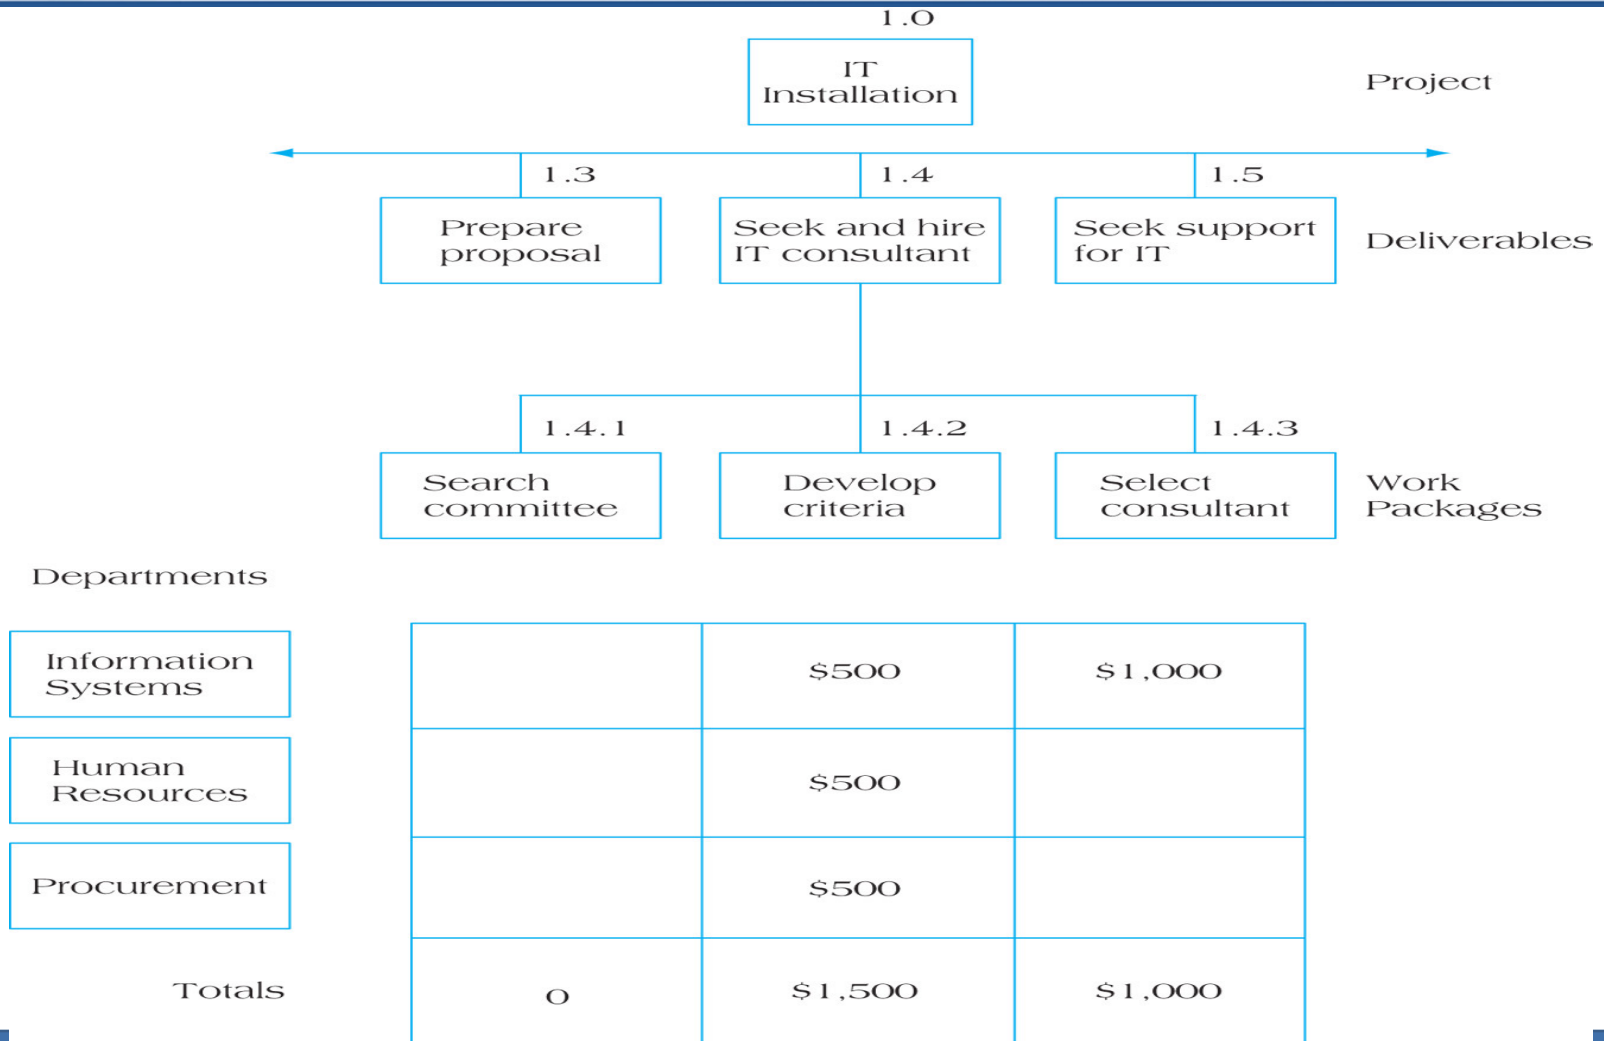 1.0
IT
Installation
Project
1.3
1.4
1.5
Prepare
proposal
Seek and hire
IT consultant
Seek support
for IT
Deliverables
1.4.1
1.4.2
1.4.3
Search
committee
Develop
criteria
Select
consultant
Work
Packages
Departments
Information
Systems
$500
$1,000
Human
Resources
$500
Procurement
$500
Totals
0
$1,500
$1,000